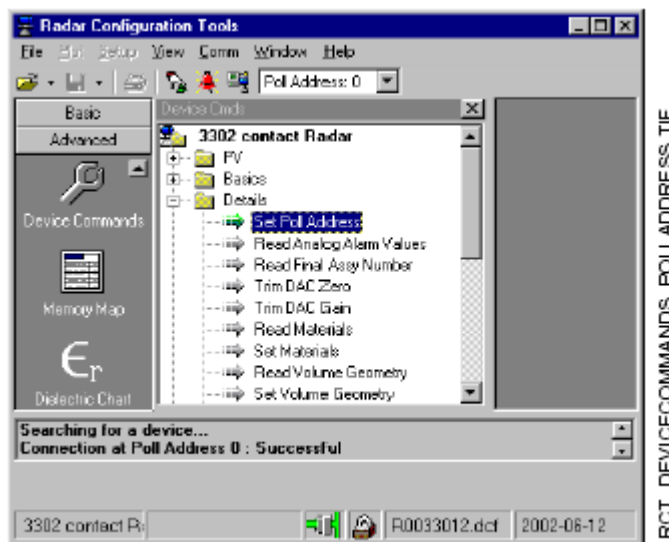 Radar Configuration Tools
File Edit Setup View Comm Window Help
Poll Address: 0
Basic
Advanced
Device Commands
Memory Map
εr
Dielectric Chart
Device Cmds
3302 contact Radar
PV
Basics
Details
Set Poll Address
Read Analog Alarm Values
Read Final Assy Number
Trim DAC Zero
Trim DAC Gain
Read Materials
Set Materials
Read Volume Geometry
Set Volume Geometry
Searching for a device...
Connection at Poll Address 0 : Successful
3302 contact R
R0033012.dcf
2002-06-12
RCT_DEVICECOMMANDS_POLLADDRESS.TIF